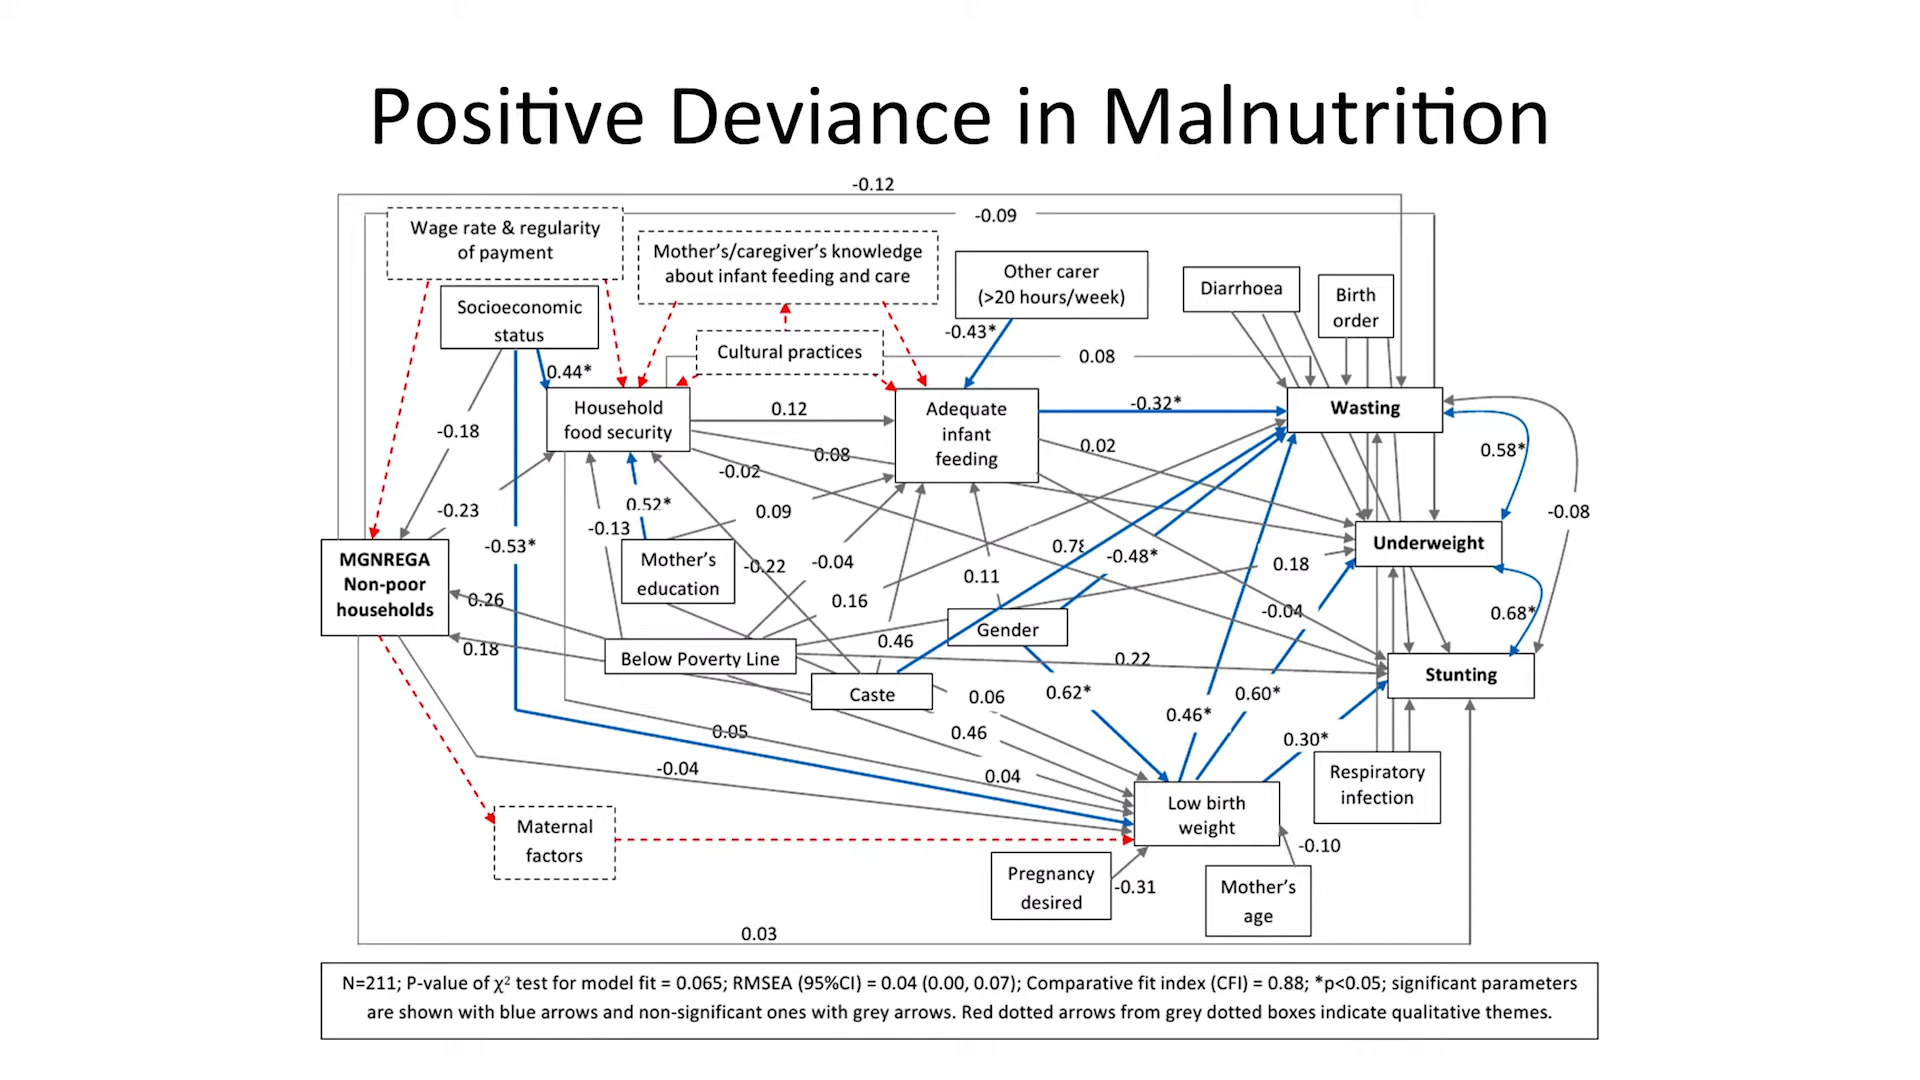 Positive Deviance in Malnutrition
-0.12
-0.09
Wage rate & regularity
of payment
Mother's/caregiver's knowledge
about infant feeding and care
Other carer
(>20 hours/week)
Diarrhoea
Birth
order
Socioeconomic
status
-0.43*
Cultural practices
0.08
0.44*
Household
food security
0.12
Adequate
infant
feeding
-0.32*
Wasting
-0.18
0.08
0.02
0.58*
-0.02
-0.23
0.52*
0.09
-0.08
-0.13
-0.53*
Underweight
MGNREGA
Non-poor
households
Mother's
education
-0.22
-0.04
0.11
-0.48*
0.18
0.26
0.16
-0.04
0.68*
0.18
0.46
Gender
Below Poverty Line
0.22
Stunting
Caste
0.06
0.62*
0.60*
0.46*
0.05
0.46
0.30*
-0.04
0.04
Respiratory
infection
Low birth
weight
Maternal
factors
-0.10
Pregnancy
desired
-0.31
Mother's
age
0.03
N=211; P-value of χ² test for model fit = 0.065; RMSEA (95%CI) = 0.04 (0.00, 0.07); Comparative fit index (CFI) = 0.88; *p<0.05; significant parameters
are shown with blue arrows and non-significant ones with grey arrows. Red dotted arrows from grey dotted boxes indicate qualitative themes.